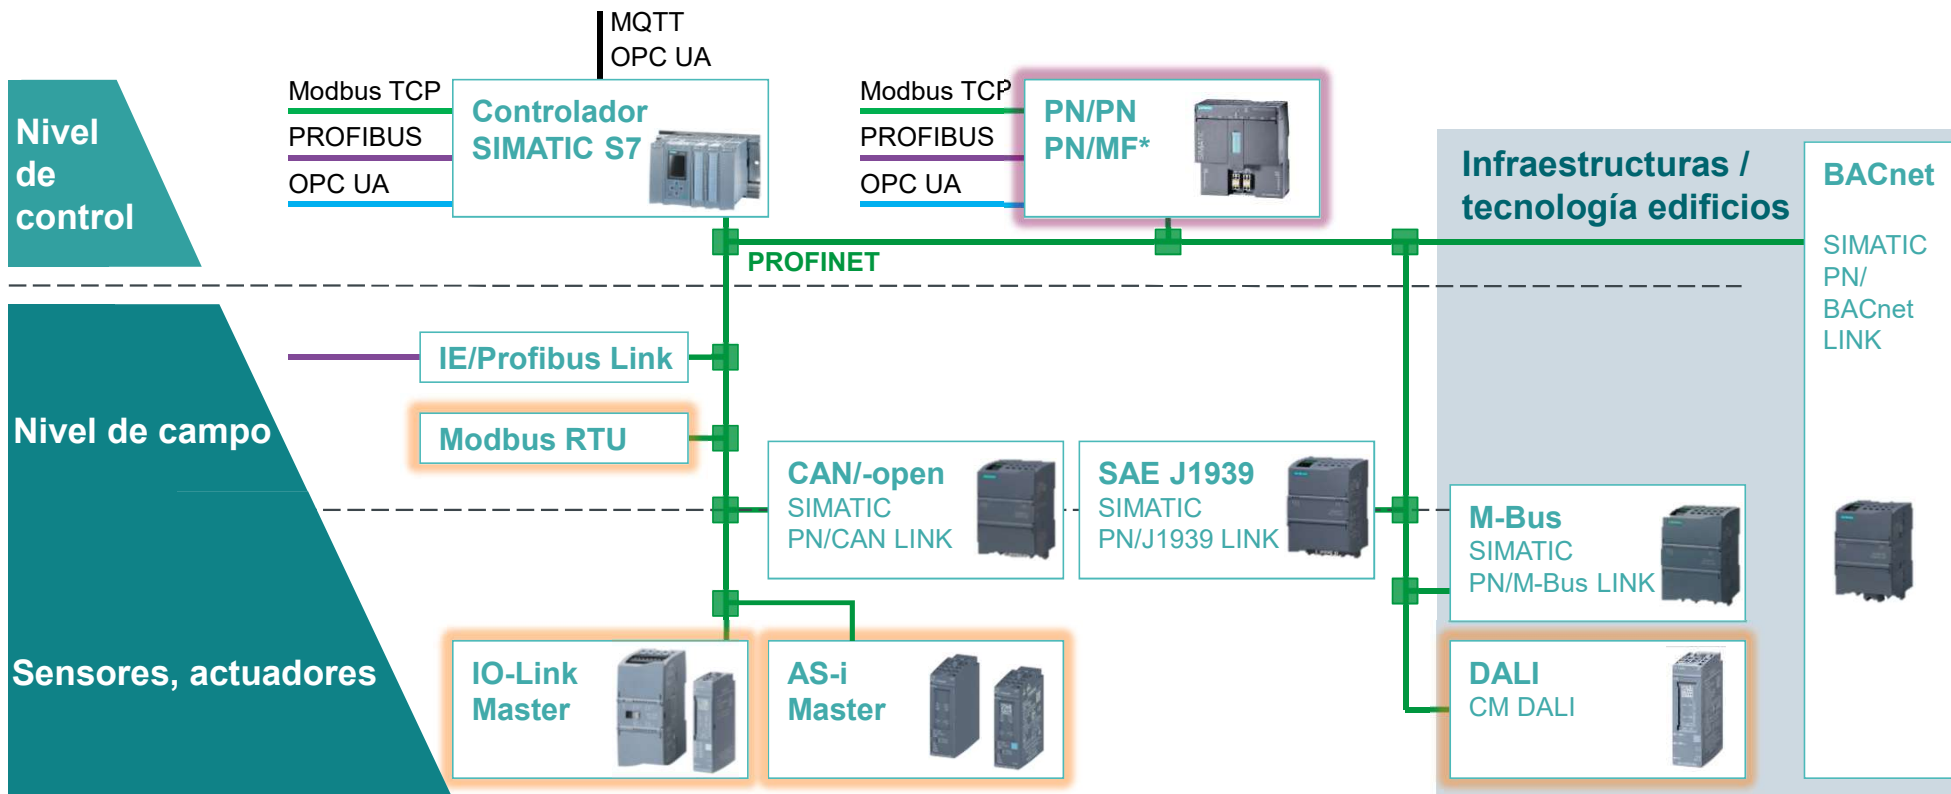 MQTT
OPC UA
Modbus TCP
PROFIBUS
OPC UA
Controlador
SIMATIC S7
Modbus TCP
PROFIBUS
OPC UA
PN/PN
PN/MF*
Nivel
de
control
Infraestructuras /
tecnología edificios
BACnet
SIMATIC
PN/
BACnet
LINK
PROFINET
IE/Profibus Link
Modbus RTU
Nivel de campo
CAN/-open
SIMATIC
PN/CAN LINK
SAE J1939
SIMATIC
PN/J1939 LINK
M-Bus
SIMATIC
PN/M-Bus LINK
Sensores, actuadores
IO-Link
Master
AS-i
Master
DALI
CM DALI